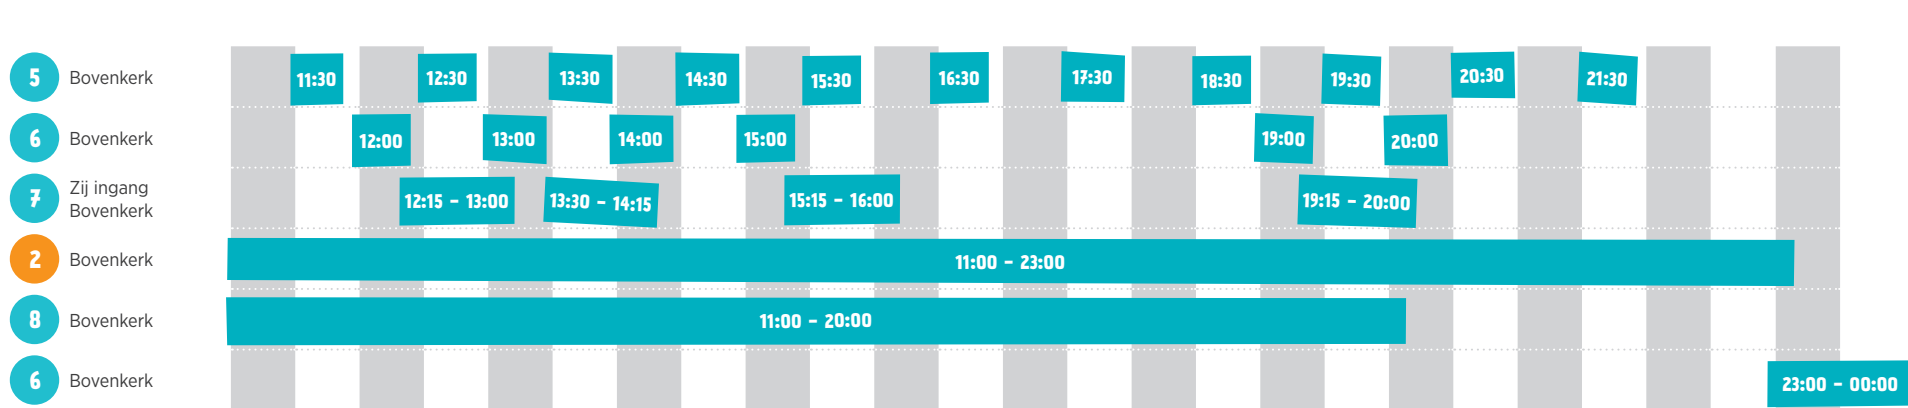 5 Bovenkerk 11:30 12:30 13:30 14:30 15:30 16:30 17:30 18:30 19:30 20:30 21:30
6 Bovenkerk 12:00 13:00 14:00 15:00 19:00 20:00
7 Zij ingang
Bovenkerk 12:15 – 13:00 13:30 – 14:15 15:15 – 16:00 19:15 – 20:00
2 Bovenkerk 11:00 – 23:00
8 Bovenkerk 11:00 – 20:00
6 Bovenkerk 23:00 – 00:00